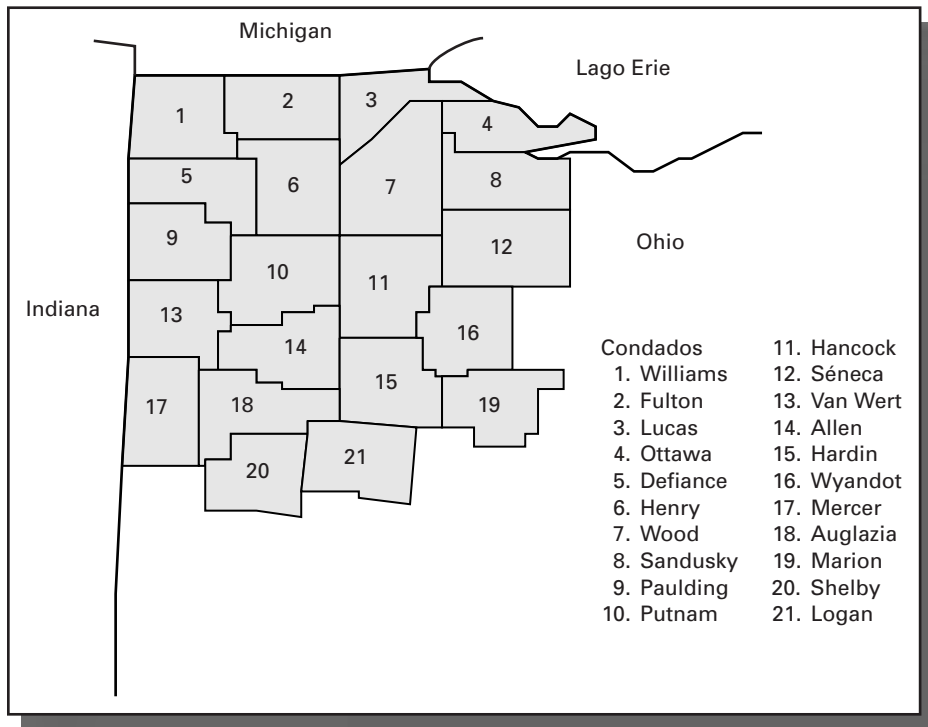 Michigan
Lago Erie
1
2
3
4
5
6
7
8
9
10
11
12
Ohio
Indiana
13
14
15
16
17
18
19
20
21
Condados
1. Williams
2. Fulton
3. Lucas
4. Ottawa
5. Defiance
6. Henry
7. Wood
8. Sandusky
9. Paulding
10. Putnam
11. Hancock
12. Séneca
13. Van Wert
14. Allen
15. Hardin
16. Wyandot
17. Mercer
18. Auglazia
19. Marion
20. Shelby
21. Logan